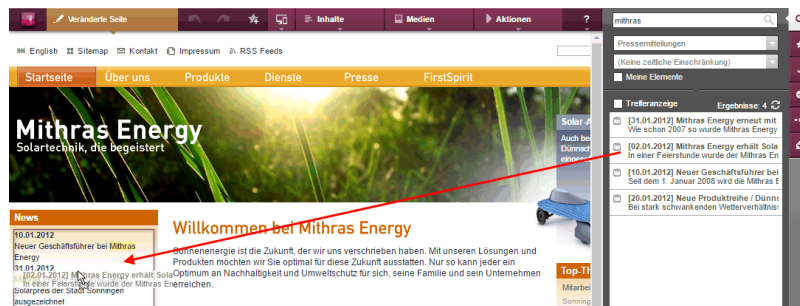 Veränderte Seite
Inhalte
Medien
Aktionen
?
English Sitemap Kontakt Impressum RSS Feeds
Startseite Über uns Produkte Dienste Presse FirstSpirit
Mithras Energy
Solartechnik, die begeistert
Solar-A
Auch bei
Dünnsch
News
10.01.2012
Neuer Geschäftsführer bei Mithras
Energy
31.01.2012
[02.01.2012] Mithras Energy erhält Sola
In einer Feierstunde wurde der Mithras En
Solarpreis der Stadt Sonningen
ausgezeichnet
Willkommen bei Mithras Energy
Sonnenenergie ist die Zukunft, der wir uns verschrieben haben. Mit unseren Lösungen und
Produkten möchten wir Sie optimal für diese Zukunft ausstatten. Nur so kann jeder ein
Optimum an Nachhaltigkeit und Umweltschutz für sich, seine Familie und sein Unternehmen
erreichen.
Top-Th
Mitarbei
Sonning
mithras
Pressemitteilungen
(Keine zeitliche Einschränkung)
Meine Elemente
Trefferanzeige Ergebnisse: 4
[31.01.2012] Mithras Energy erneut mit
Wie schon 2007 so wurde Mithras Energy
[02.01.2012] Mithras Energy erhält Sola
In einer Feierstunde wurde der Mithras En
[10.01.2012] Neuer Geschäftsführer bei
Seit dem 1. Januar 2008 wird die Mithras E
[20.01.2012] Neue Produktreihe / Dünns
Bei stark schwankenden Wetterverhältnis